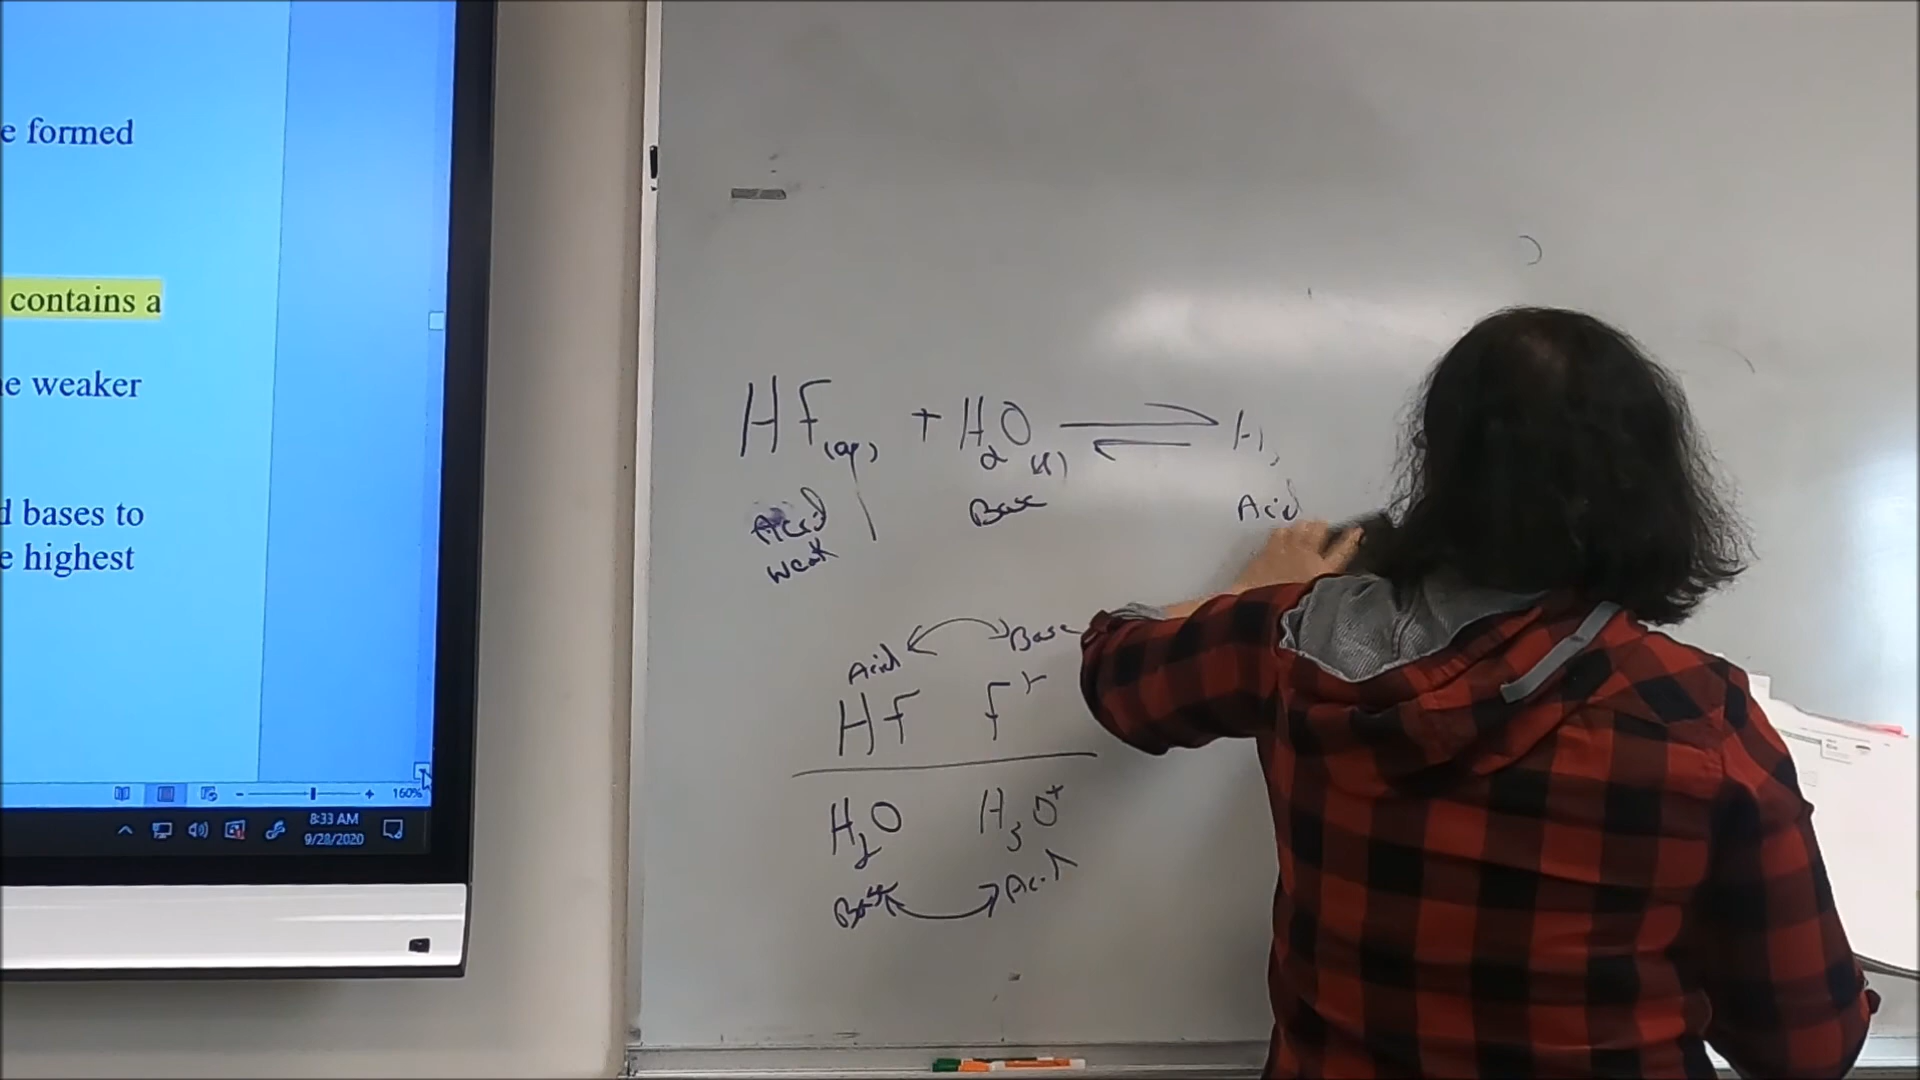 e formed
contains a
e weaker
d bases to
e highest
160%
8:33 AM
9/28/2020
HF(aq) + H2O(l) ⇌ H3
Acid Base Acid
weak
Acid Base
HF F-
H2O H3O+
Base Acid